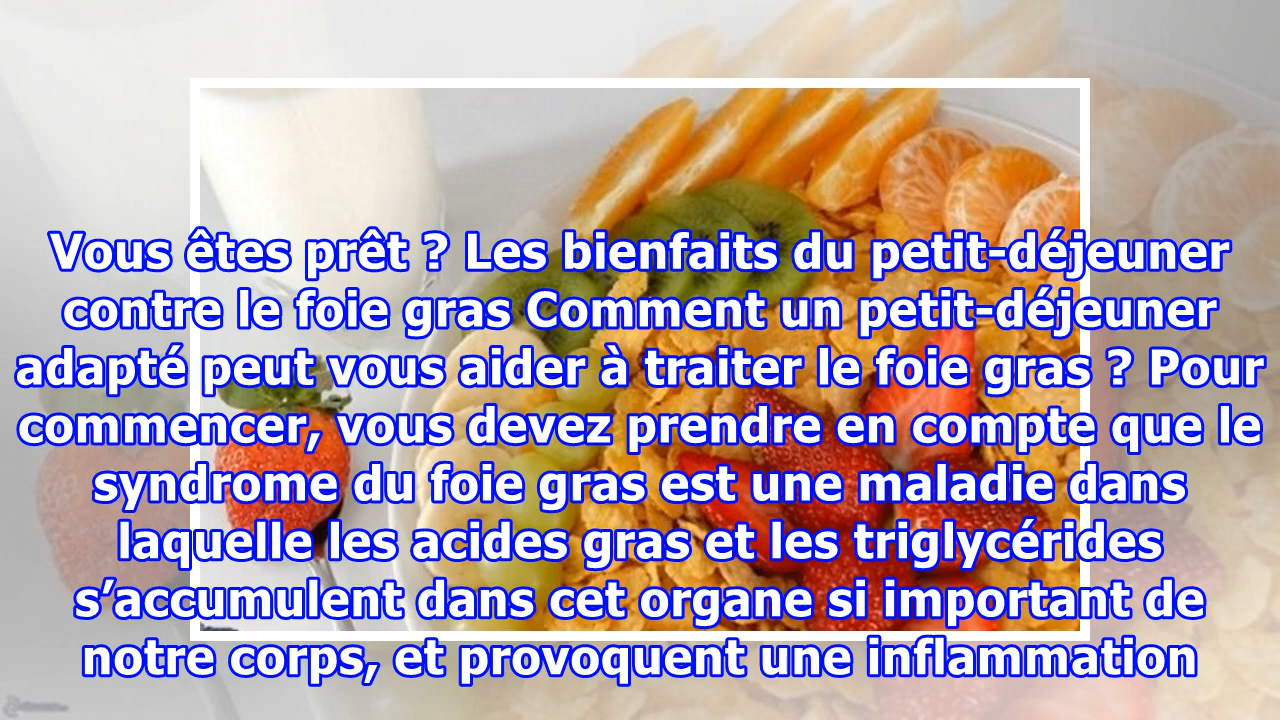 Vous êtes prêt ? Les bienfaits du petit-déjeuner
contre le foie gras Comment un petit-déjeuner
adapté peut vous aider à traiter le foie gras ? Pour
commencer, vous devez prendre en compte que le
syndrome du foie gras est une maladie dans
laquelle les acides gras et les triglycérides
s’accumulent dans cet organe si important de
notre corps, et provoquent une inflammation